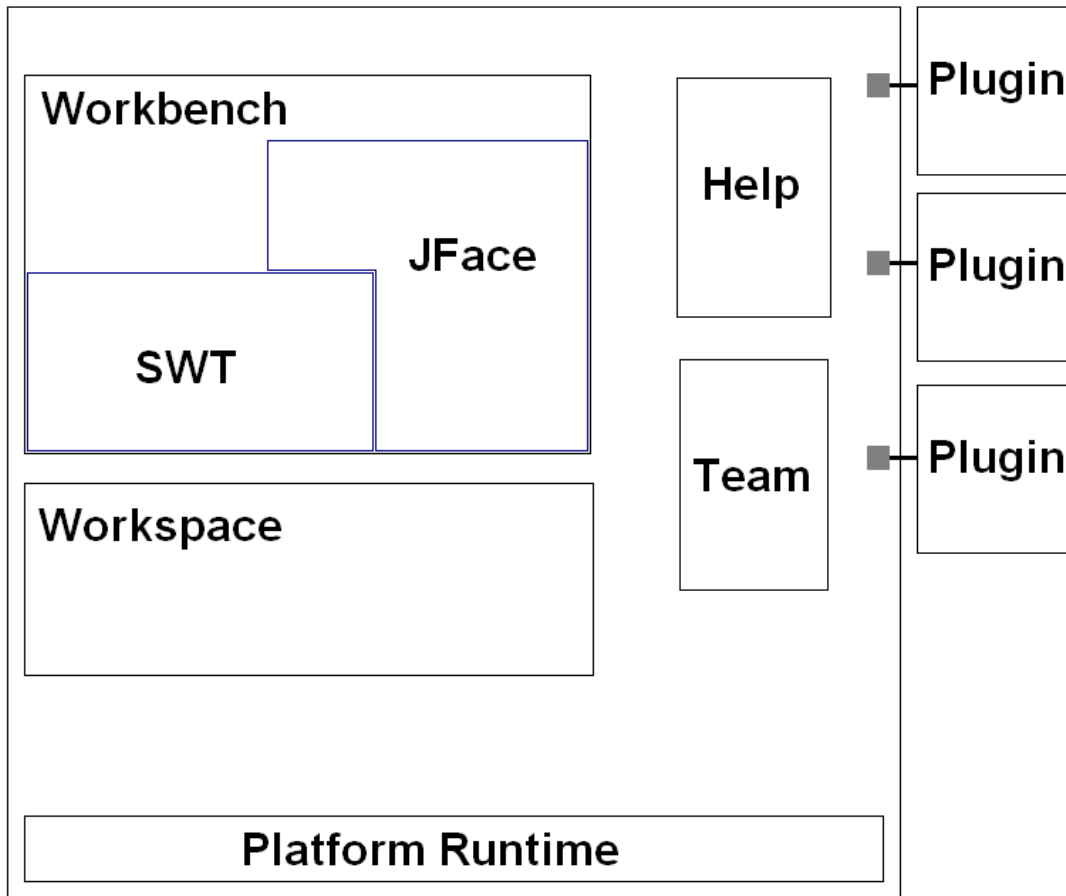 Workbench
JFace
SWT
Workspace
Help
Team
Plugin
Plugin
Plugin
Platform Runtime